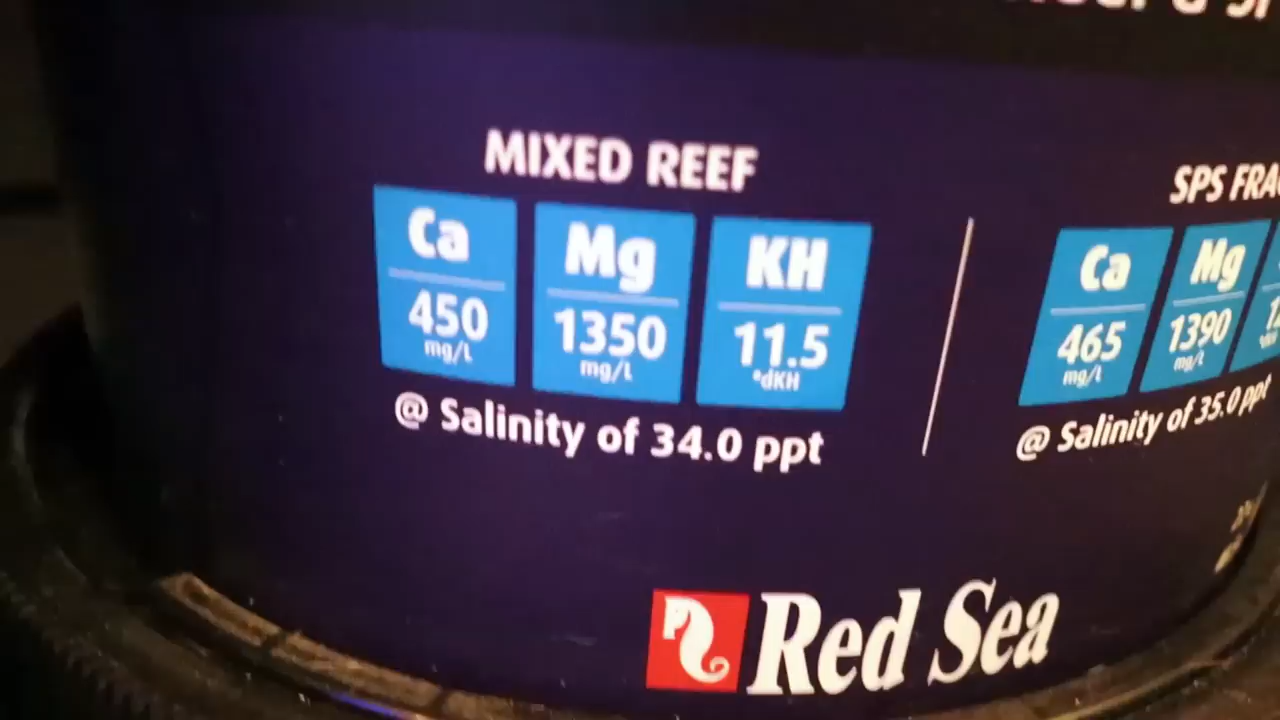 MIXED REEF
Ca Mg KH
450 1350 11.5
mg/L mg/L °dKH
@ Salinity of 34.0 ppt
SPS
Ca Mg
465 1390
mg/L mg/L
@ Salinity of 35.0 ppt
Red Sea